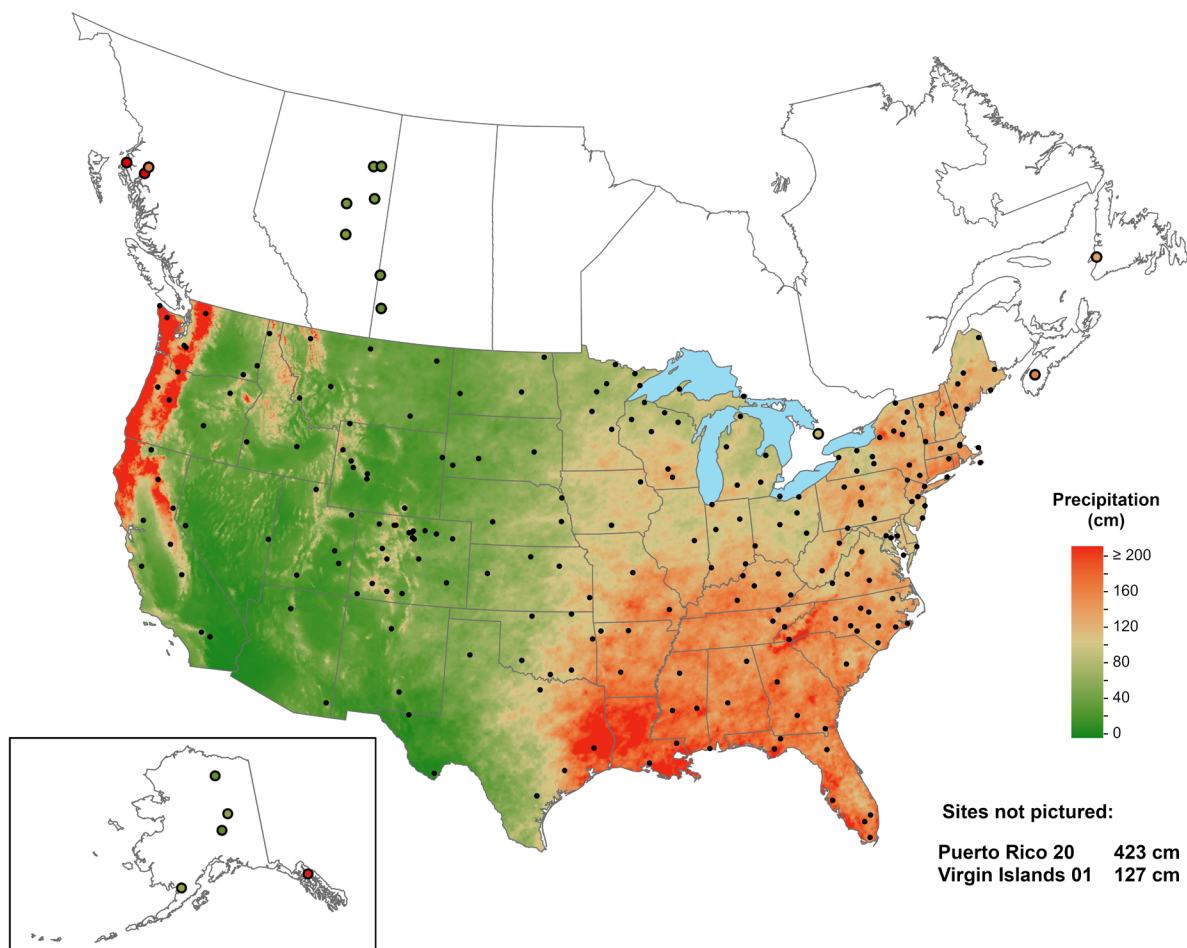 Precipitation
(cm)
≥ 200
160
120
80
40
0
Sites not pictured:
Puerto Rico 20 423 cm
Virgin Islands 01 127 cm